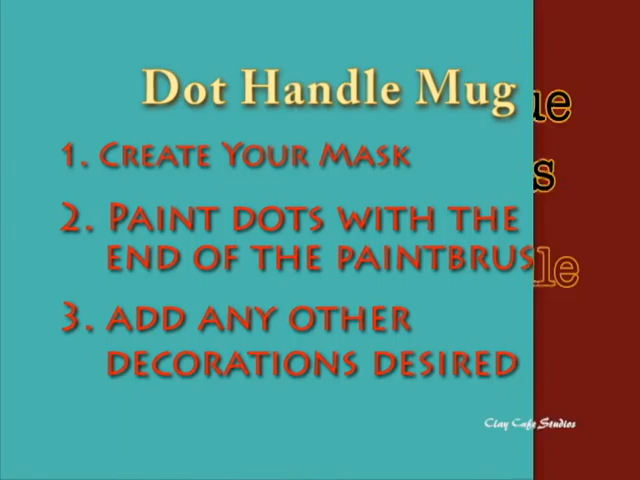 Dot Handle Mug
1. Create Your Mask
2. Paint dots with the
end of the paintbrus
3. add any other
decorations desired
Clay Cafe Studios